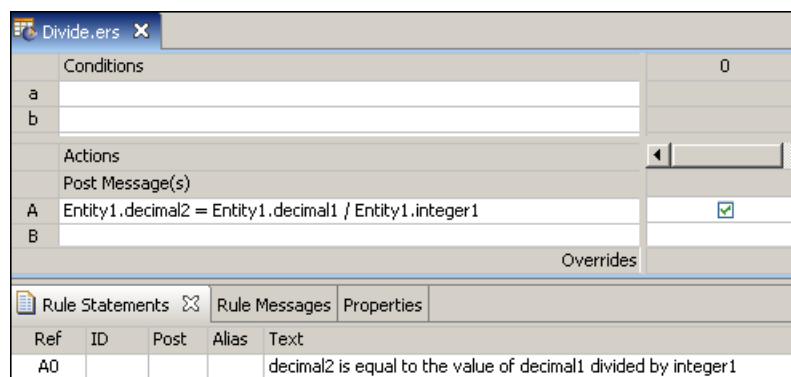 Divide.ers
Conditions 0
a
b
Actions
Post Message(s)
A Entity1.decimal2 = Entity1.decimal1 / Entity1.integer1
B
Overrides
Rule Statements Rule Messages Properties
Ref ID Post Alias Text
A0 decimal2 is equal to the value of decimal1 divided by integer1